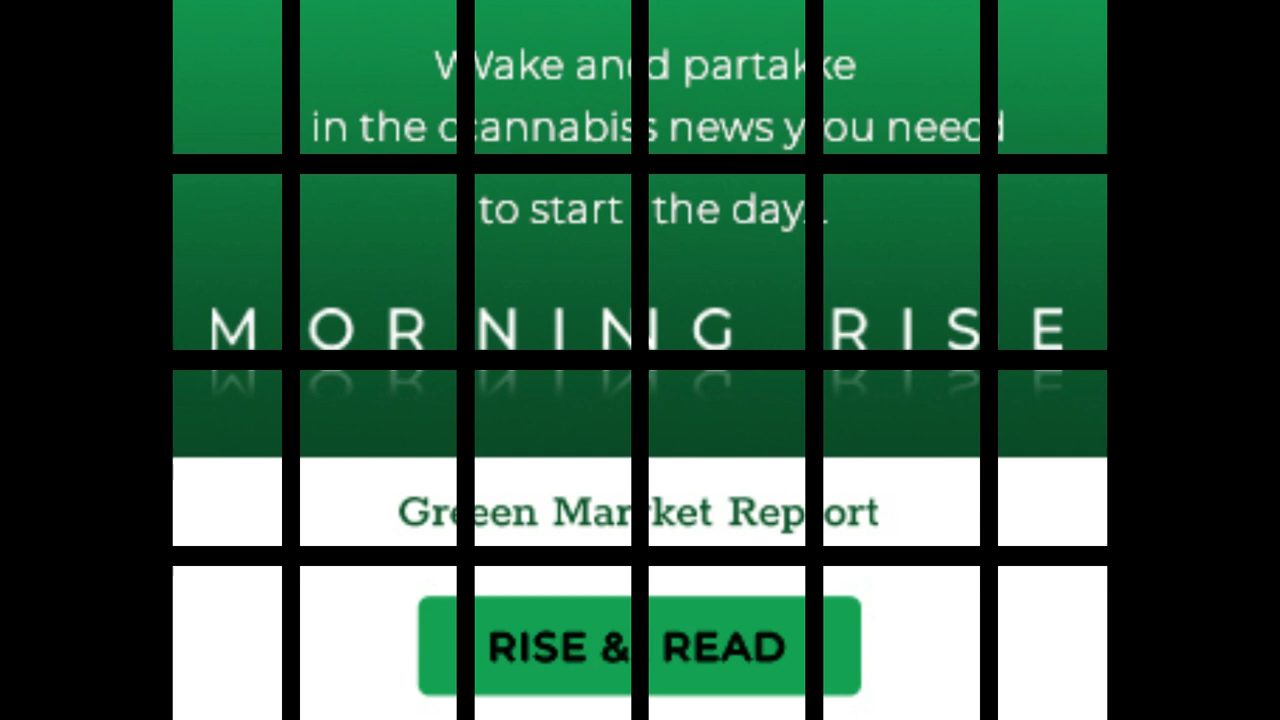 Wake and partake
in the cannabis news you need
to start the day.
MORNING RISE
Green Market Report
RISE & READ